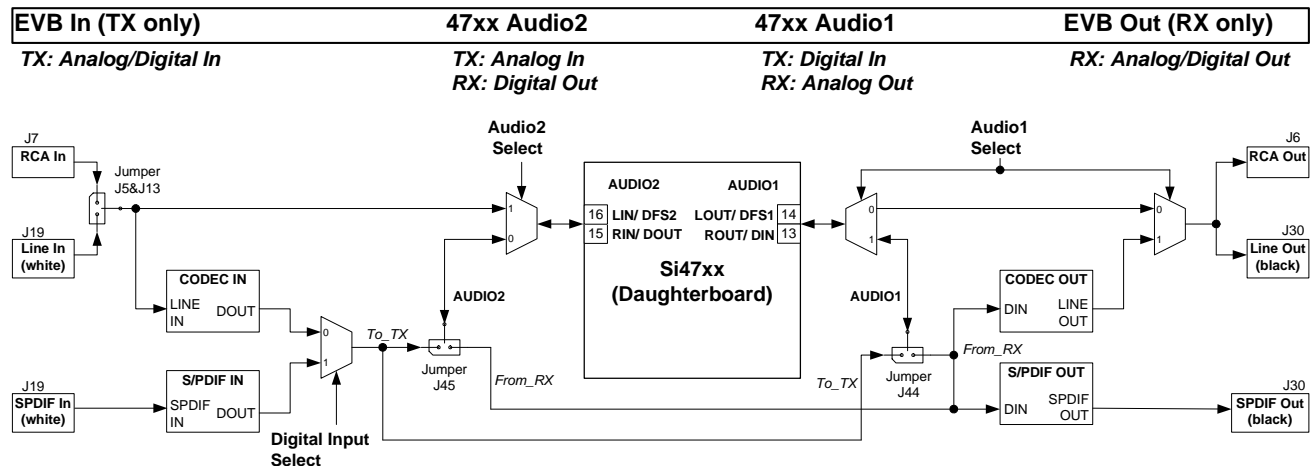 EVB In (TX only) 47xx Audio2 47xx Audio1 EVB Out (RX only)
TX: Analog/Digital In
TX: Analog In
RX: Digital Out
TX: Digital In
RX: Analog Out
RX: Analog/Digital Out
J7
RCA In
Jumper
J5&J13
J19
Line In
(white)
CODEC IN
LINE
IN
DOUT
J19
SPDIF In
(white)
S/PDIF IN
SPDIF
IN
DOUT
0
1
Digital Input
Select
To_TX
Audio2
Select
1
0
AUDIO2
Jumper
J45
From_RX
AUDIO2
AUDIO1
16
LIN/ DFS2
15
RIN/ DOUT
LOUT/ DFS1
14
ROUT/ DIN
13
Si47xx
(Daughterboard)
Audio1
Select
0
1
AUDIO1
To_TX
Jumper
J44
From_RX
0
1
CODEC OUT
DIN
LINE
OUT
S/PDIF OUT
DIN
SPDIF
OUT
J6
RCA Out
J30
Line Out
(black)
J30
SPDIF Out
(black)